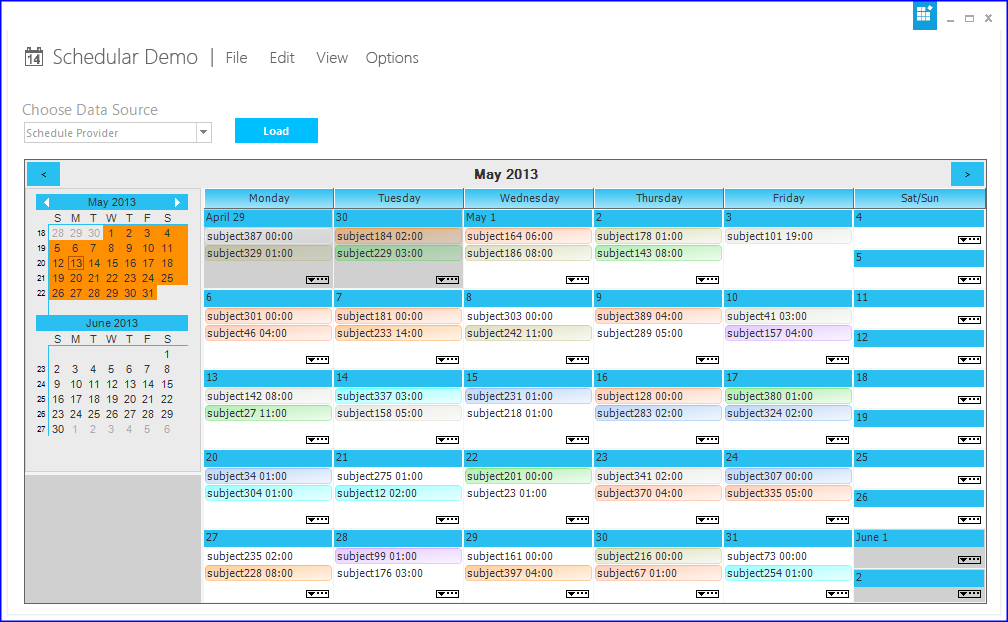 14 Schedular Demo | File Edit View Options
Choose Data Source
Schedule Provider Load
< May 2013 >
May 2013
S M T W T F S
18 28 29 30 1 2 3 4
19 5 6 7 8 9 10 11
20 12 13 14 15 16 17 18
21 19 20 21 22 23 24 25
22 26 27 28 29 30 31
June 2013
S M T W T F S
1
23 2 3 4 5 6 7 8
24 9 10 11 12 13 14 15
25 16 17 18 19 20 21 22
26 23 24 25 26 27 28 29
27 30 1 2 3 4 5 6
Monday Tuesday Wednesday Thursday Friday Sat/Sun
April 29 30 May 1 2 3 4
subject387 00:00 subject184 02:00 subject164 06:00 subject178 01:00 subject101 19:00
subject329 01:00 subject229 03:00 subject186 08:00 subject143 08:00
5
6 7 8 9 10 11
subject301 00:00 subject181 00:00 subject303 00:00 subject389 04:00 subject41 03:00
subject46 04:00 subject233 14:00 subject242 11:00 subject289 05:00 subject157 04:00
12
13 14 15 16 17 18
subject142 08:00 subject337 03:00 subject231 01:00 subject128 00:00 subject380 01:00
subject27 11:00 subject158 05:00 subject218 01:00 subject283 02:00 subject324 02:00
19
20 21 22 23 24 25
subject34 01:00 subject275 01:00 subject201 00:00 subject341 02:00 subject307 00:00
subject304 01:00 subject12 02:00 subject23 01:00 subject370 04:00 subject335 05:00
26
27 28 29 30 31 June 1
subject235 02:00 subject99 01:00 subject161 00:00 subject216 00:00 subject73 00:00
subject228 08:00 subject176 03:00 subject397 04:00 subject67 01:00 subject254 01:00
2